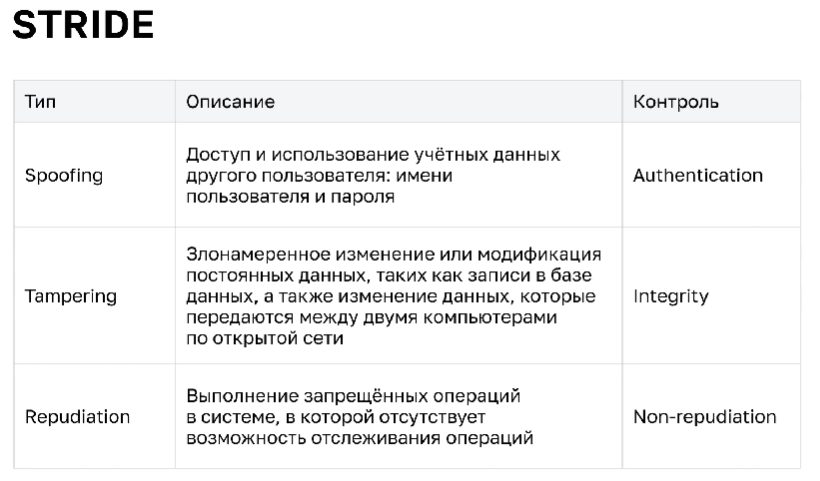 STRIDE
Тип
Описание
Контроль
Spoofing
Доступ и использование учётных данных
другого пользователя: имени
пользователя и пароля
Authentication
Tampering
Злонамеренное изменение или модификация
постоянных данных, таких как записи в базе
данных, а также изменение данных, которые
передаются между двумя компьютерами
по открытой сети
Integrity
Repudiation
Выполнение запрещённых операций
в системе, в которой отсутствует
возможность отслеживания операций
Non-repudiation